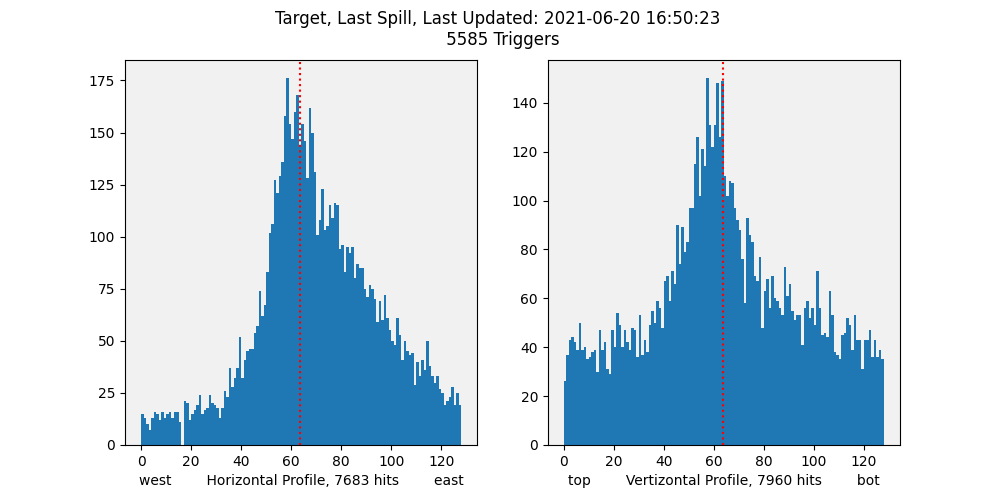 Target, Last Spill, Last Updated: 2021-06-20 16:50:23
5585 Triggers
175
150
125
100
75
50
25
0
0 20 40 60 80 100 120
west Horizontal Profile, 7683 hits east
140
120
100
80
60
40
20
0
0 20 40 60 80 100 120
top Vertizontal Profile, 7960 hits bot